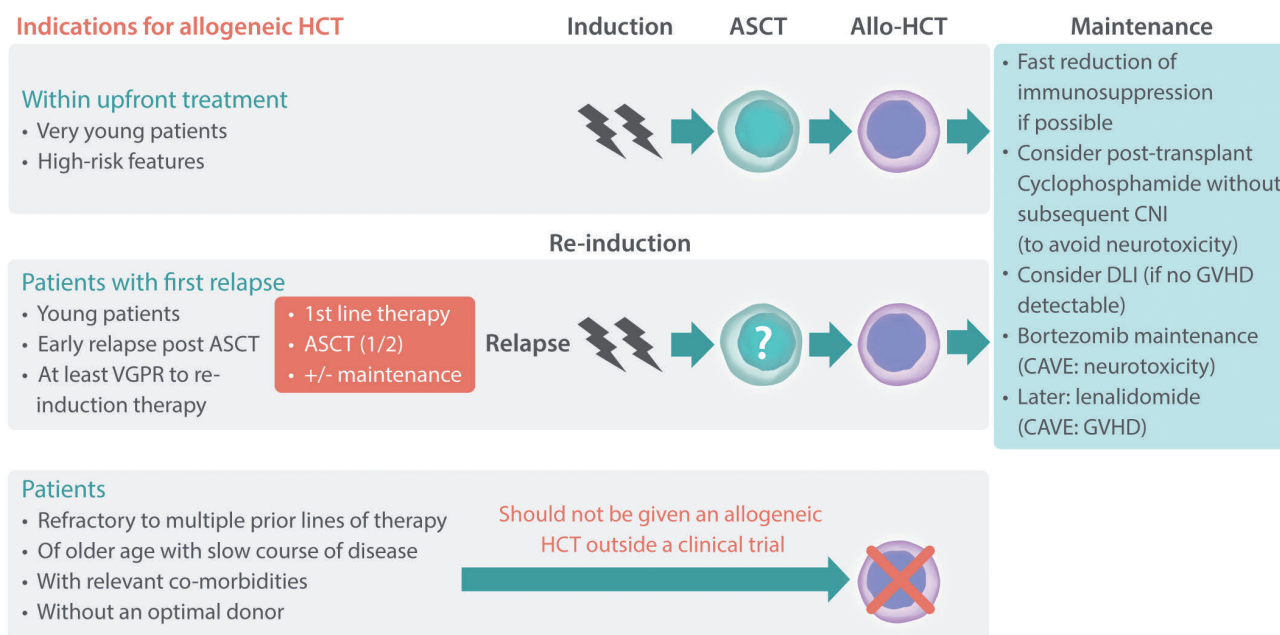 Indications for allogeneic HCT
Induction
ASCT
Allo-HCT
Maintenance
Within upfront treatment
• Very young patients
• High-risk features
Re-induction
Patients with first relapse
• Young patients
• Early relapse post ASCT
• At least VGPR to re-
induction therapy
• 1st line therapy
• ASCT (1/2)
• +/- maintenance
Relapse
?
• Fast reduction of
immunosuppression
if possible
• Consider post-transplant
Cyclophosphamide without
subsequent CNI
(to avoid neurotoxicity)
• Consider DLI (if no GVHD
detectable)
• Bortezomib maintenance
(CAVE: neurotoxicity)
• Later: lenalidomide
(CAVE: GVHD)
Patients
• Refractory to multiple prior lines of therapy
• Of older age with slow course of disease
• With relevant co-morbidities
• Without an optimal donor
Should not be given an allogeneic
HCT outside a clinical trial